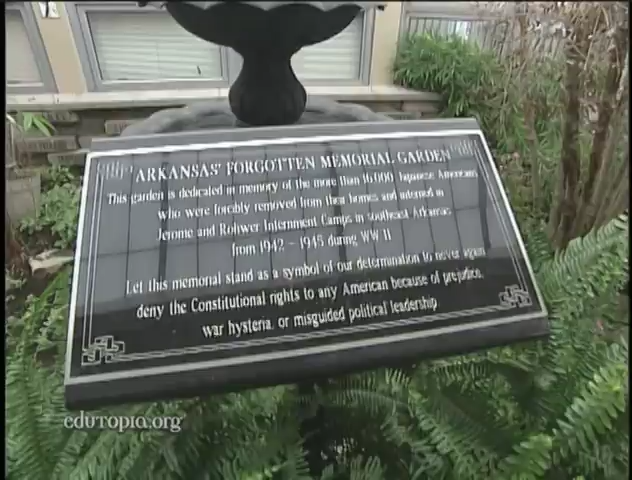 ARKANSAS' FORGOTTEN MEMORIAL GARDEN
This garden is dedicated in memory of the more than 16,000 Japanese Americans
who were forcibly removed from their homes and interned in
Jerome and Rohwer Internment Camps in southeast Arkansas
from 1942 - 1945 during WW II
Let this memorial stand as a symbol of our determination to never again
deny the Constitutional rights to any American because of prejudice,
war hysteria, or misguided political leadership
edutopia.org